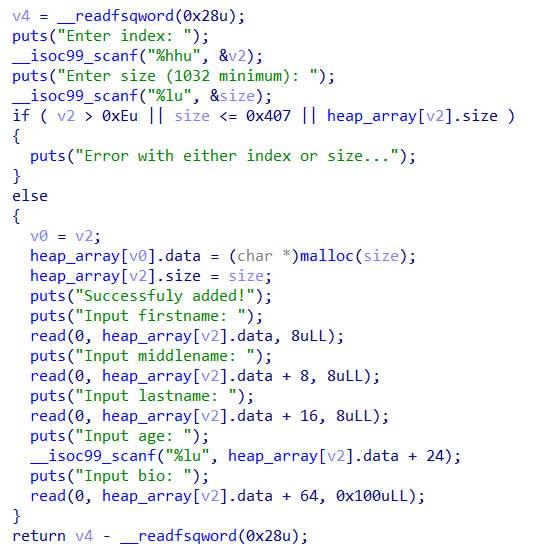 v4 = __readfsqword(0x28u);
puts("Enter index: ");
__isoc99_scanf("%hhu", &v2);
puts("Enter size (1032 minimum): ");
__isoc99_scanf("%lu", &size);
if ( v2 > 0xEu || size <= 0x407 || heap_array[v2].size )
{
  puts("Error with either index or size...");
}
else
{
  v0 = v2;
  heap_array[v0].data = (char *)malloc(size);
  heap_array[v2].size = size;
  puts("Successfuly added!");
  puts("Input firstname: ");
  read(0, heap_array[v2].data, 8uLL);
  puts("Input middlename: ");
  read(0, heap_array[v2].data + 8, 8uLL);
  puts("Input lastname: ");
  read(0, heap_array[v2].data + 16, 8uLL);
  puts("Input age: ");
  __isoc99_scanf("%lu", heap_array[v2].data + 24);
  puts("Input bio: ");
  read(0, heap_array[v2].data + 64, 0x100uLL);
}
return v4 - __readfsqword(0x28u);